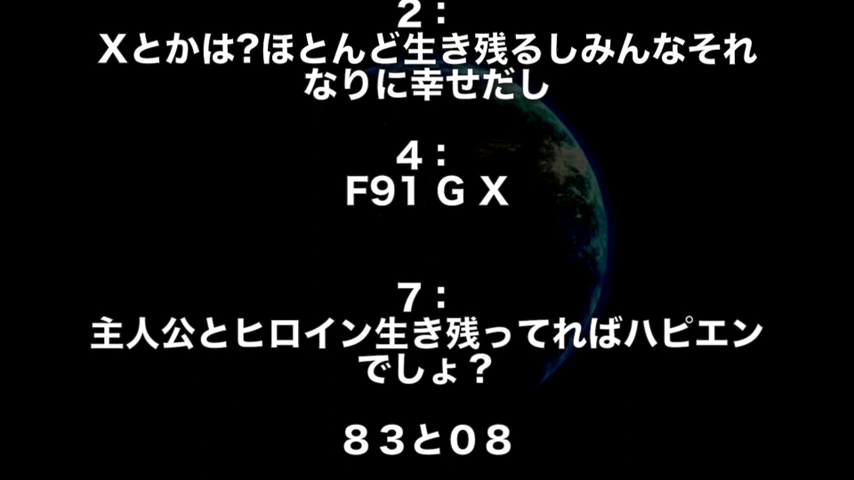 2：
Xとかは?ほとんど生き残るしみんなそれ
なりに幸せだし
4：
F91 G X
7：
主人公とヒロイン生き残ってればハピエン
でしょ？
８３と０８